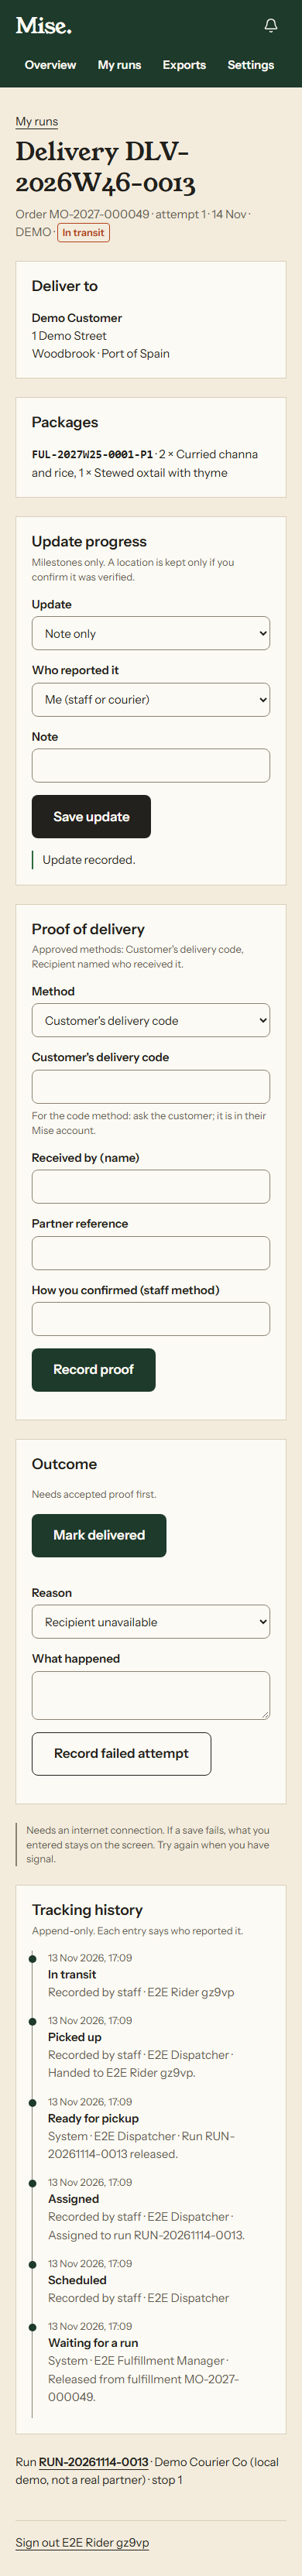 Mise.
Overview My runs Exports Settings
My runs
Delivery DLV-
2026W46-0013
Order MO-2027-000049 · attempt 1 · 14 Nov ·
DEMO · In transit
Deliver to
Demo Customer
1 Demo Street
Woodbrook · Port of Spain
Packages
FUL-2027W25-0001-P1 · 2 × Curried channa
and rice, 1 × Stewed oxtail with thyme
Update progress
Milestones only. A location is kept only if you
confirm it was verified.
Update
Note only
Who reported it
Me (staff or courier)
Note
Save update
Update recorded.
Proof of delivery
Approved methods: Customer's delivery code,
Recipient named who received it.
Method
Customer's delivery code
Customer's delivery code
For the code method: ask the customer; it is in their
Mise account.
Received by (name)
Partner reference
How you confirmed (staff method)
Record proof
Outcome
Needs accepted proof first.
Mark delivered
Reason
Recipient unavailable
What happened
Record failed attempt
Needs an internet connection. If a save fails, what you
entered stays on the screen. Try again when you have
signal.
Tracking history
Append-only. Each entry says who reported it.
13 Nov 2026, 17:09
In transit
Recorded by staff · E2E Rider gz9vp
13 Nov 2026, 17:09
Picked up
Recorded by staff · E2E Dispatcher ·
Handed to E2E Rider gz9vp.
13 Nov 2026, 17:09
Ready for pickup
System · E2E Dispatcher · Run RUN-
20261114-0013 released.
13 Nov 2026, 17:09
Assigned
Recorded by staff · E2E Dispatcher ·
Assigned to run RUN-20261114-0013.
13 Nov 2026, 17:09
Scheduled
Recorded by staff · E2E Dispatcher
13 Nov 2026, 17:09
Waiting for a run
System · E2E Fulfillment Manager ·
Released from fulfillment MO-2027-
000049.
Run RUN-20261114-0013 · Demo Courier Co (local
demo, not a real partner) · stop 1
Sign out E2E Rider gz9vp